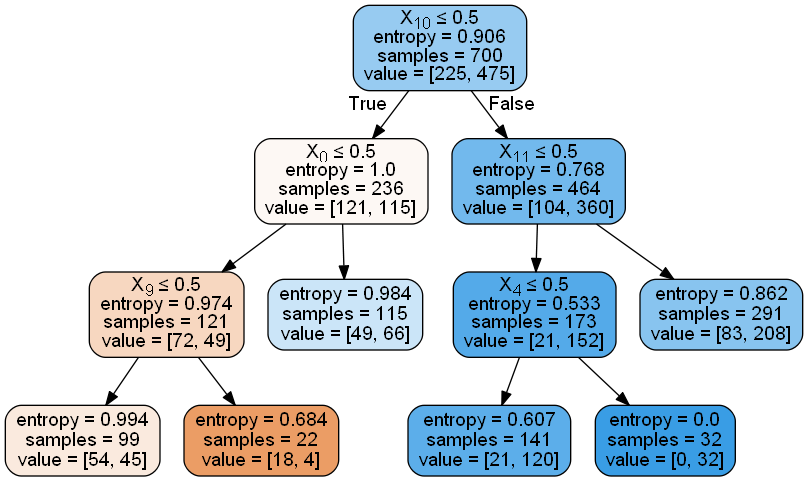 X₁₀ ≤ 0.5
entropy = 0.906
samples = 700
value = [225, 475]
True
False
X₀ ≤ 0.5
entropy = 1.0
samples = 236
value = [121, 115]
X₁₁ ≤ 0.5
entropy = 0.768
samples = 464
value = [104, 360]
X₉ ≤ 0.5
entropy = 0.974
samples = 121
value = [72, 49]
entropy = 0.984
samples = 115
value = [49, 66]
X₄ ≤ 0.5
entropy = 0.533
samples = 173
value = [21, 152]
entropy = 0.862
samples = 291
value = [83, 208]
entropy = 0.994
samples = 99
value = [54, 45]
entropy = 0.684
samples = 22
value = [18, 4]
entropy = 0.607
samples = 141
value = [21, 120]
entropy = 0.0
samples = 32
value = [0, 32]